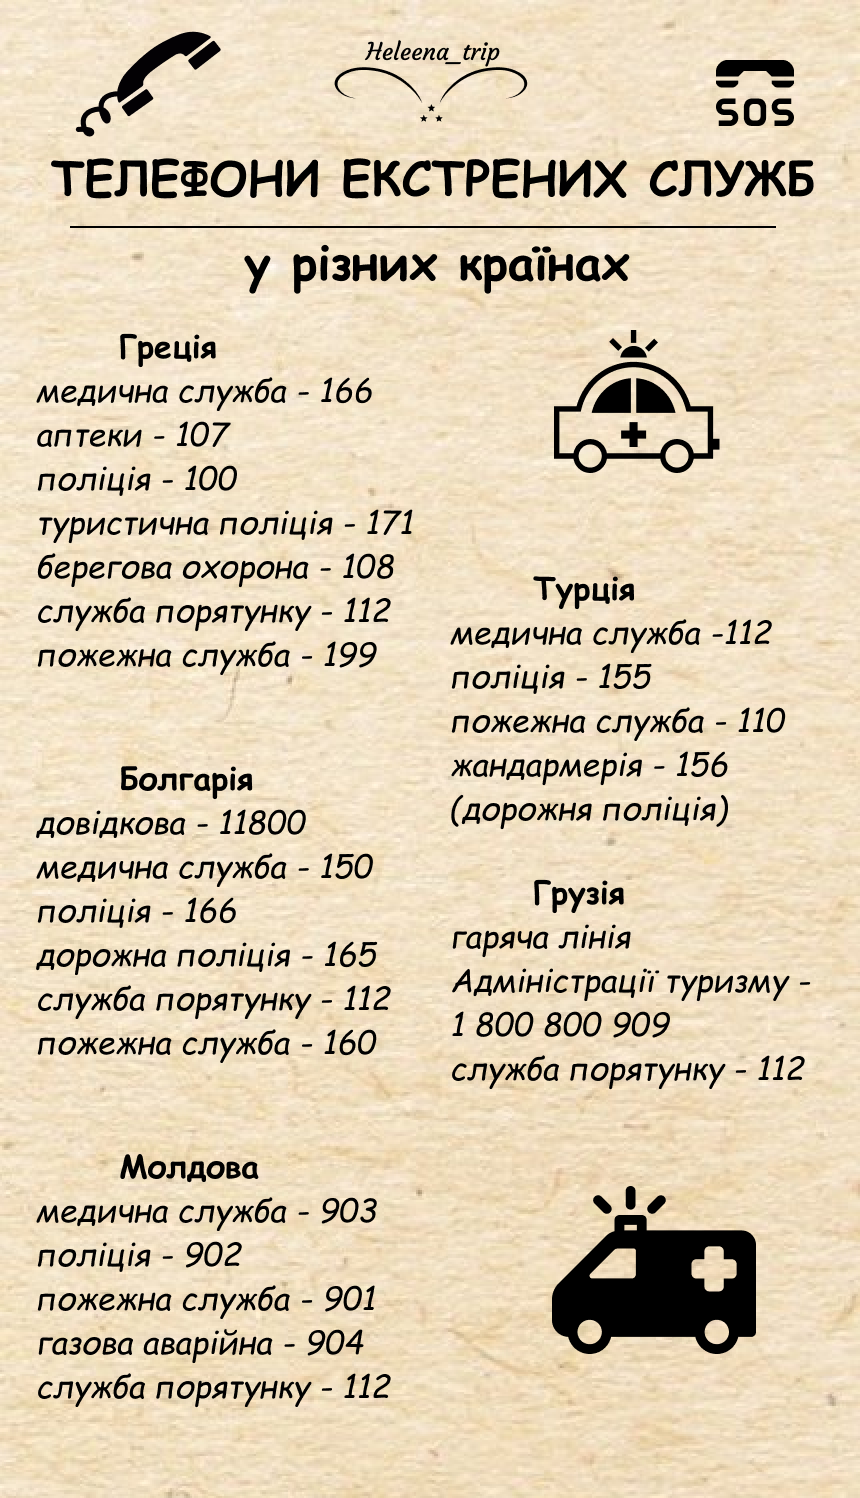 Heleena_trip
SOS
ТЕЛЕФОНИ ЕКСТРЕНИХ СЛУЖБ
у різних країнах
Греція
медична служба - 166
аптеки - 107
поліція - 100
туристична поліція - 171
берегова охорона - 108
служба порятунку - 112
пожежна служба - 199
Болгарія
довідкова - 11800
медична служба - 150
поліція - 166
дорожна поліція - 165
служба порятунку - 112
пожежна служба - 160
Молдова
медична служба - 903
поліція - 902
пожежна служба - 901
газова аварійна - 904
служба порятунку - 112
Турція
медична служба -112
поліція - 155
пожежна служба - 110
жандармерія - 156
(дорожня поліція)
Грузія
гаряча лінія
Адміністрації туризму -
1 800 800 909
служба порятунку - 112